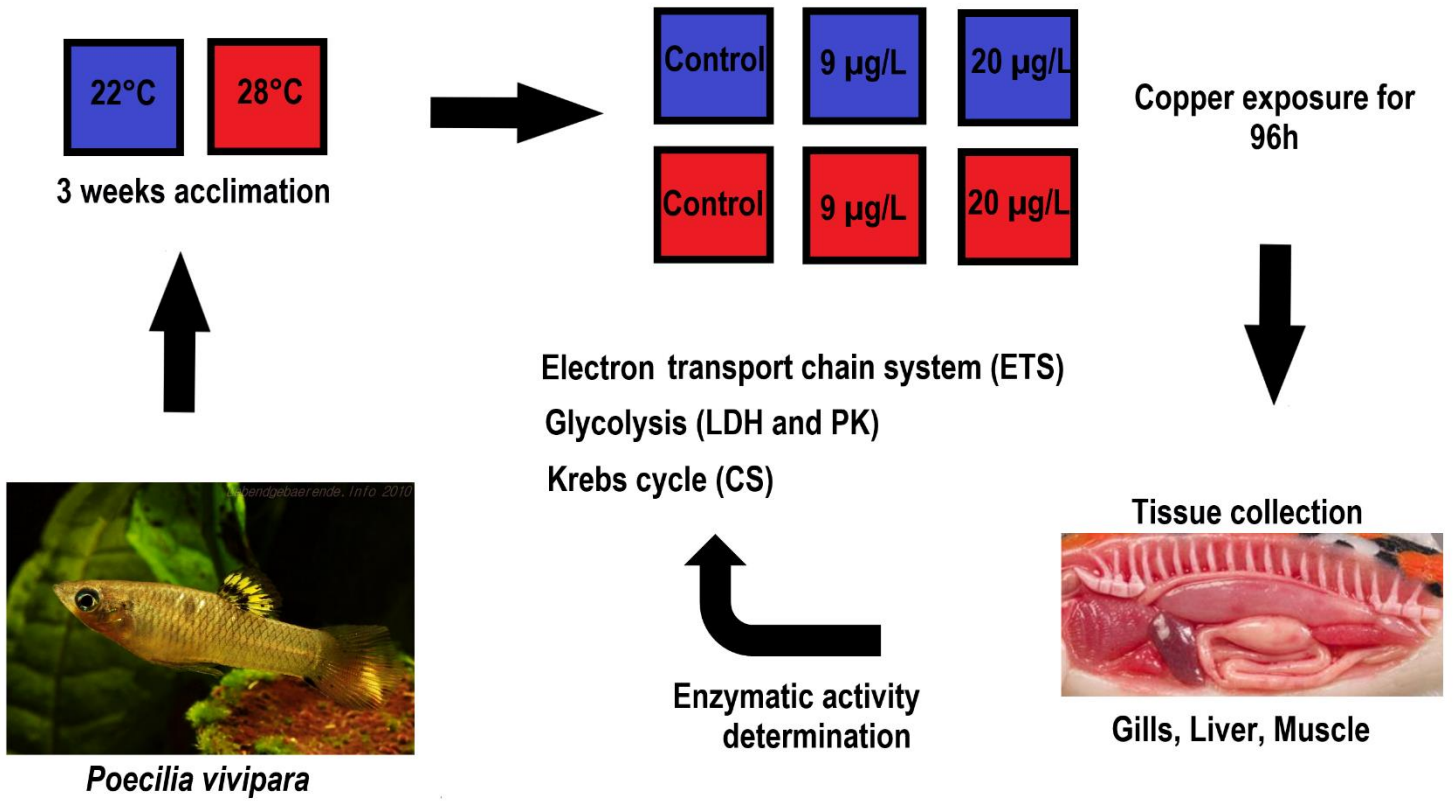 22°C
28°C
3 weeks acclimation
Control
9 µg/L
20 µg/L
Control
9 µg/L
20 µg/L
Copper exposure for
96h
Electron transport chain system (ETS)
Glycolysis (LDH and PK)
Krebs cycle (CS)
Enzymatic activity
determination
Tissue collection
Gills, Liver, Muscle
Poecilia vivipara
.Info 2010